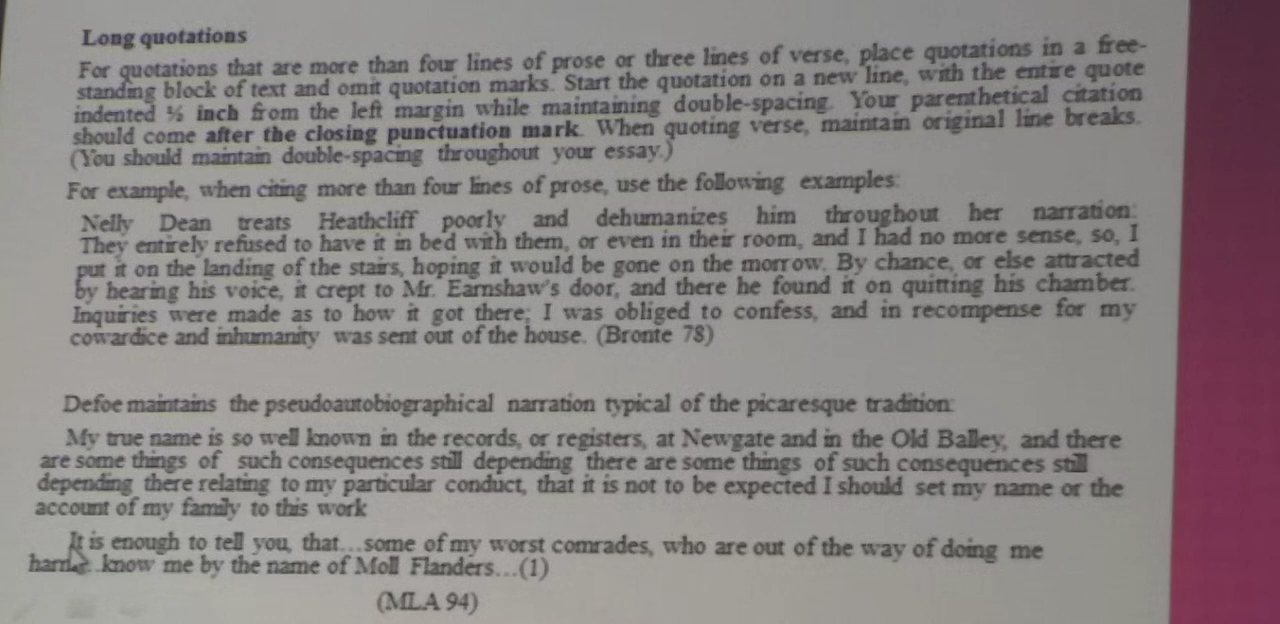 Long quotations
For quotations that are more than four lines of prose or three lines of verse, place quotations in a free-
standing block of text and omit quotation marks. Start the quotation on a new line, with the entire quote
indented ½ inch from the left margin while maintaining double-spacing. Your parenthetical citation
should come after the closing punctuation mark. When quoting verse, maintain original line breaks.
(You should maintain double-spacing throughout your essay.)
For example, when citing more than four lines of prose, use the following examples:
Nelly Dean treats Heathcliff poorly and dehumanizes him throughout her narration:
They entirely refused to have it in bed with them, or even in their room, and I had no more sense, so, I
put it on the landing of the stairs, hoping it would be gone on the morrow. By chance, or else attracted
by hearing his voice, it crept to Mr. Earnshaw's door, and there he found it on quitting his chamber.
Inquiries were made as to how it got there; I was obliged to confess, and in recompense for my
cowardice and inhumanity was sent out of the house. (Bronte 78)
Defoe maintains the pseudoautobiographical narration typical of the picaresque tradition:
My true name is so well known in the records, or registers, at Newgate and in the Old Balley, and there
are some things of such consequences still depending there are some things of such consequences still
depending there relating to my particular conduct, that it is not to be expected I should set my name or the
account of my family to this work
It is enough to tell you, that...some of my worst comrades, who are out of the way of doing me
know me by the name of Moll Flanders...(1)
(MLA 94)